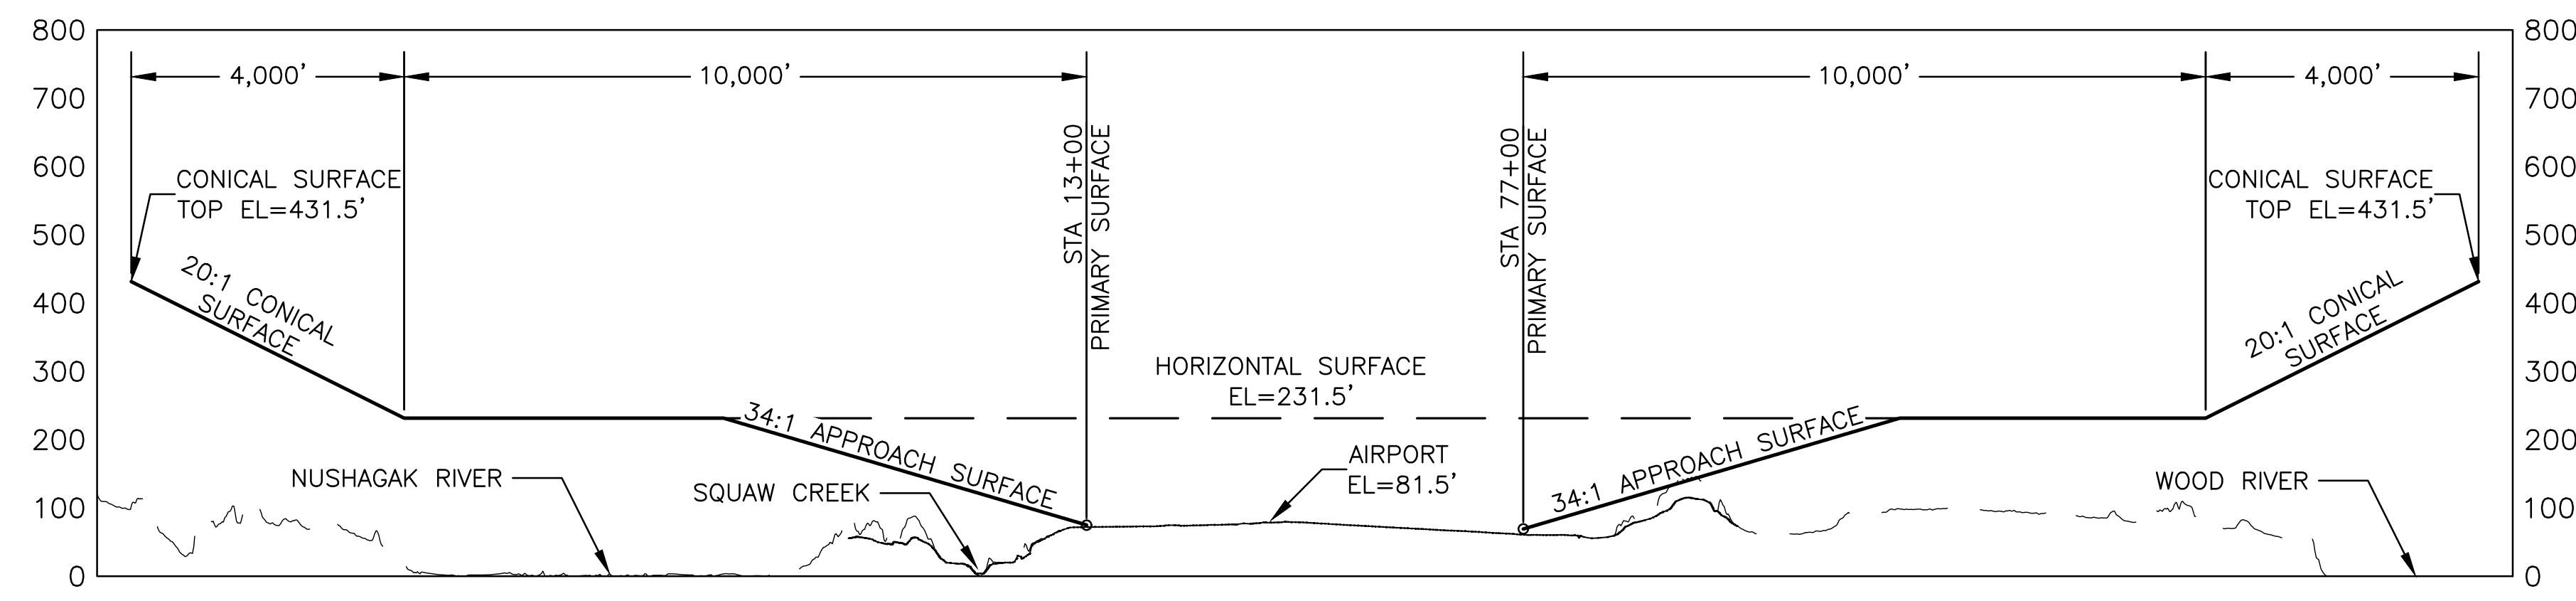 800
700
600
500
400
300
200
100
0
4,000'
10,000'
10,000'
4,000'
800
700
600
500
400
300
200
100
0
CONICAL SURFACE
TOP EL=431.5'
20:1 CONICAL
SURFACE
STA 13+00
PRIMARY SURFACE
STA 77+00
PRIMARY SURFACE
CONICAL SURFACE
TOP EL=431.5'
20:1 CONICAL
SURFACE
HORIZONTAL SURFACE
EL=231.5'
34:1 APPROACH SURFACE
34:1 APPROACH SURFACE
NUSHAGAK RIVER
SQUAW CREEK
AIRPORT
EL=81.5'
WOOD RIVER